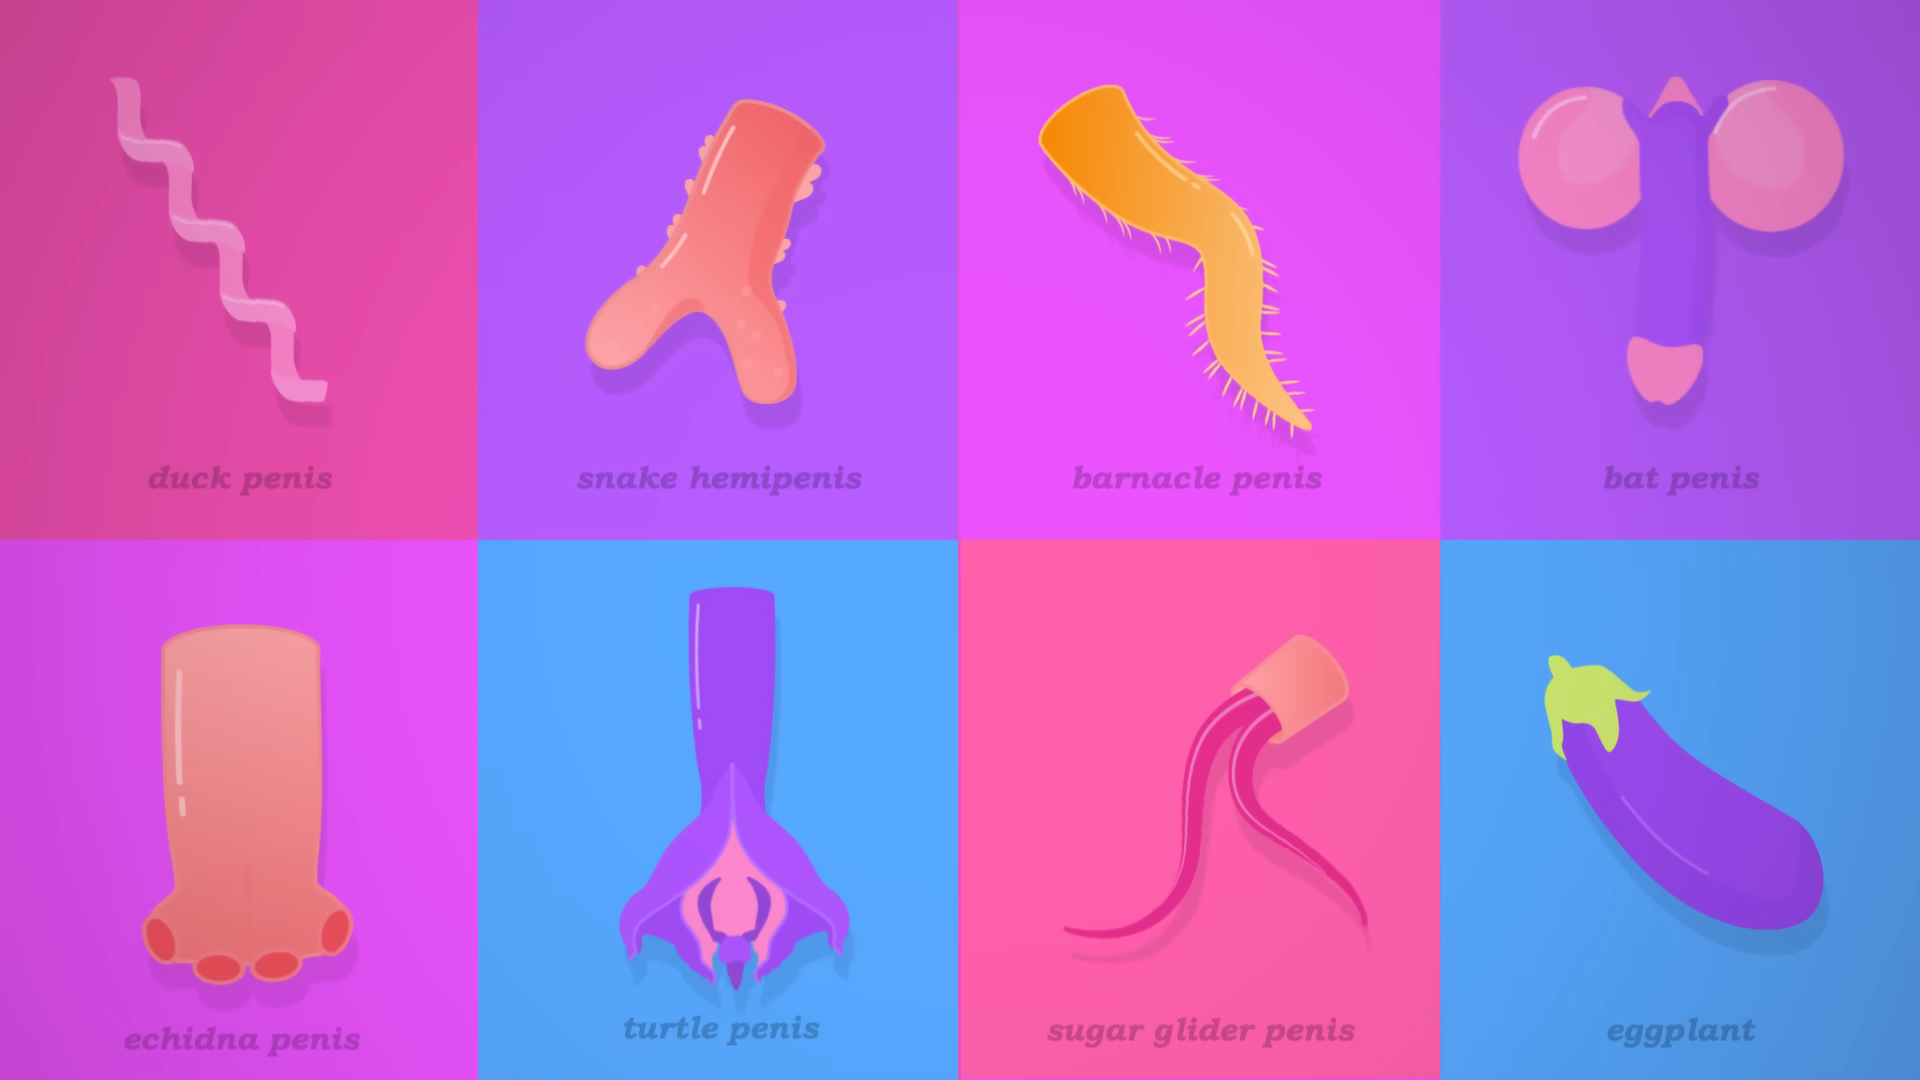 duck penis
snake hemipenis
barnacle penis
bat penis
echidna penis
turtle penis
sugar glider penis
eggplant